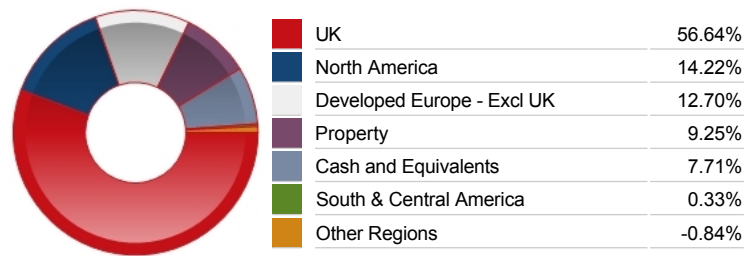 UK 56.64%
North America 14.22%
Developed Europe - Excl UK 12.70%
Property 9.25%
Cash and Equivalents 7.71%
South & Central America 0.33%
Other Regions -0.84%